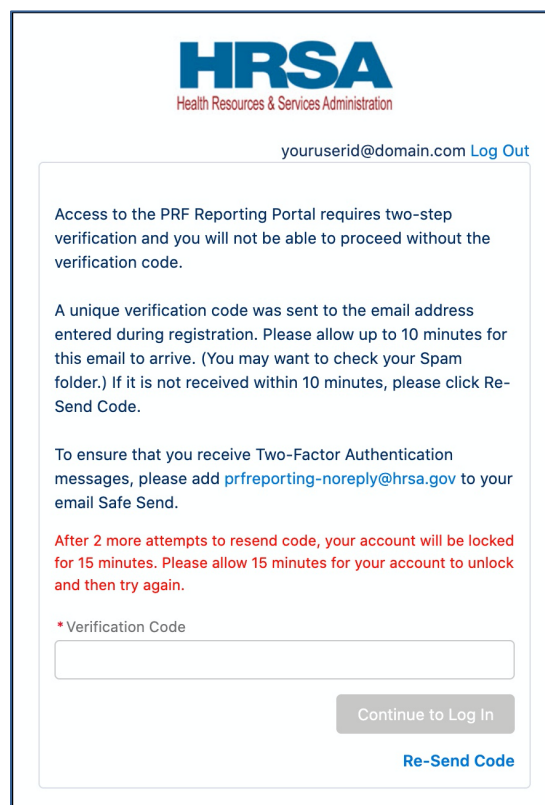 HRSA
Health Resources & Services Administration
youruserid@domain.com Log Out
Access to the PRF Reporting Portal requires two-step
verification and you will not be able to proceed without the
verification code.
A unique verification code was sent to the email address
entered during registration. Please allow up to 10 minutes for
this email to arrive. (You may want to check your Spam
folder.) If it is not received within 10 minutes, please click Re-
Send Code.
To ensure that you receive Two-Factor Authentication
messages, please add prfreporting-noreply@hrsa.gov to your
email Safe Send.
After 2 more attempts to resend code, your account will be locked
for 15 minutes. Please allow 15 minutes for your account to unlock
and then try again.
*Verification Code
Continue to Log In
Re-Send Code